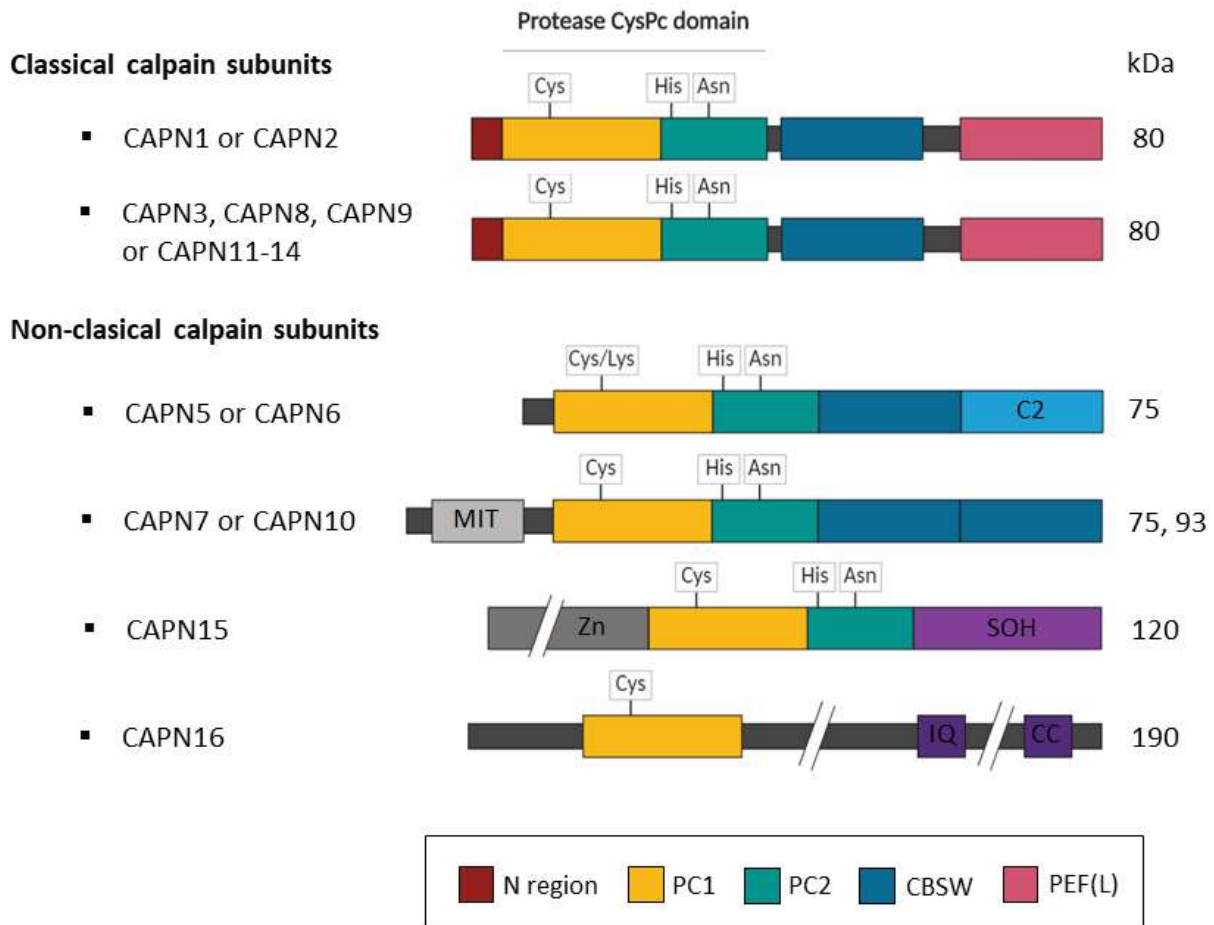 Protease CysPc domain
Classical calpain subunits
kDa
Cys His Asn
▪ CAPN1 or CAPN2
80
Cys His Asn
▪ CAPN3, CAPN8, CAPN9
or CAPN11-14
80
Non-clasical calpain subunits
Cys/Lys His Asn
▪ CAPN5 or CAPN6
C2
75
Cys His Asn
▪ CAPN7 or CAPN10
MIT
75, 93
Cys His Asn
▪ CAPN15
Zn
SOH
120
Cys
▪ CAPN16
IQ
CC
190
N region PC1 PC2 CBSW PEF(L)